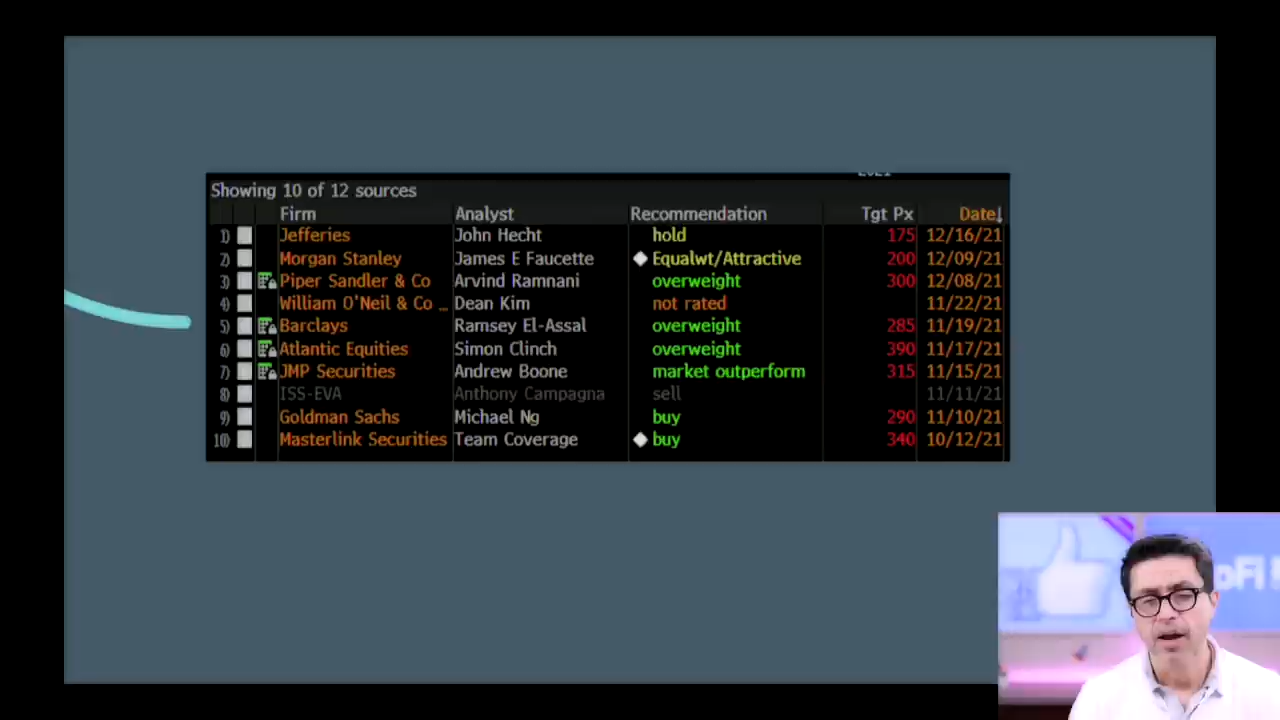 Showing 10 of 12 sources
Firm Analyst Recommendation Tgt Px Date↓
1) Jefferies John Hecht hold 175 12/16/21
2) Morgan Stanley James E Faucette Equalwt/Attractive 200 12/09/21
3) Piper Sandler & Co Arvind Ramnani overweight 300 12/08/21
4) William O'Neil & Co … Dean Kim not rated 11/22/21
5) Barclays Ramsey El-Assal overweight 285 11/19/21
6) Atlantic Equities Simon Clinch overweight 390 11/17/21
7) JMP Securities Andrew Boone market outperform 315 11/15/21
8) ISS-EVA Anthony Campagna sell 11/11/21
9) Goldman Sachs Michael Ng buy 290 11/10/21
10) Masterlink Securities Team Coverage buy 340 10/12/21
oFi